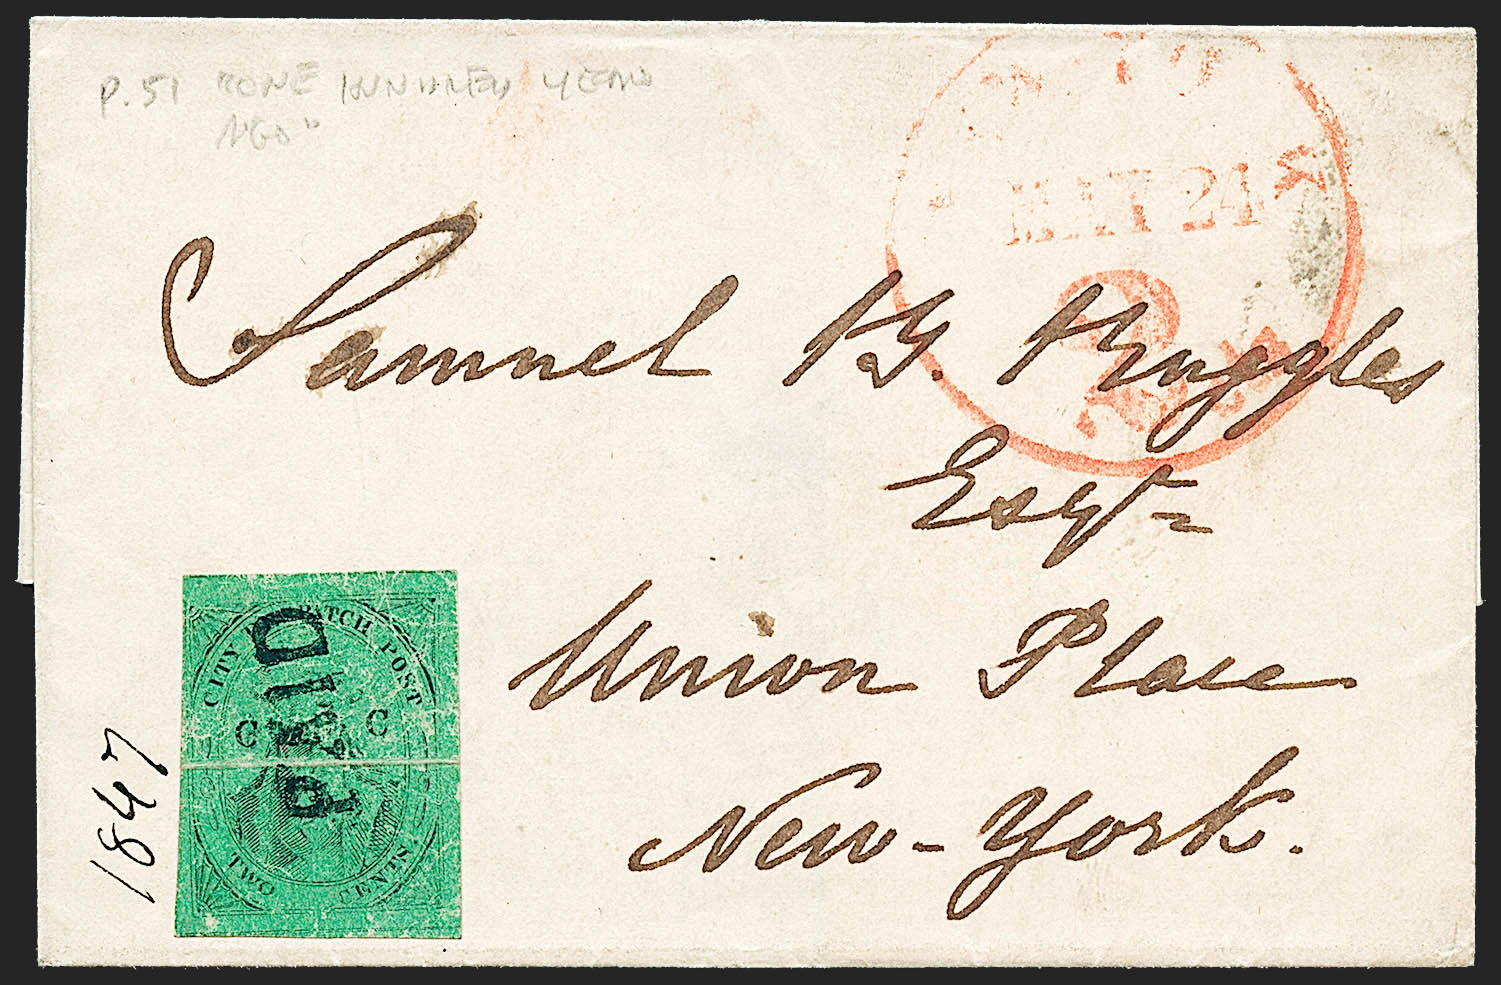 P. 51 "ONE HUNDRED YEARS
AGO"
MAY 24
Samuel B. Ruggles
Esqr
Union Place
New-York.
1847
CITY DESPATCH POST
PAID
C C
TWO CENTS.